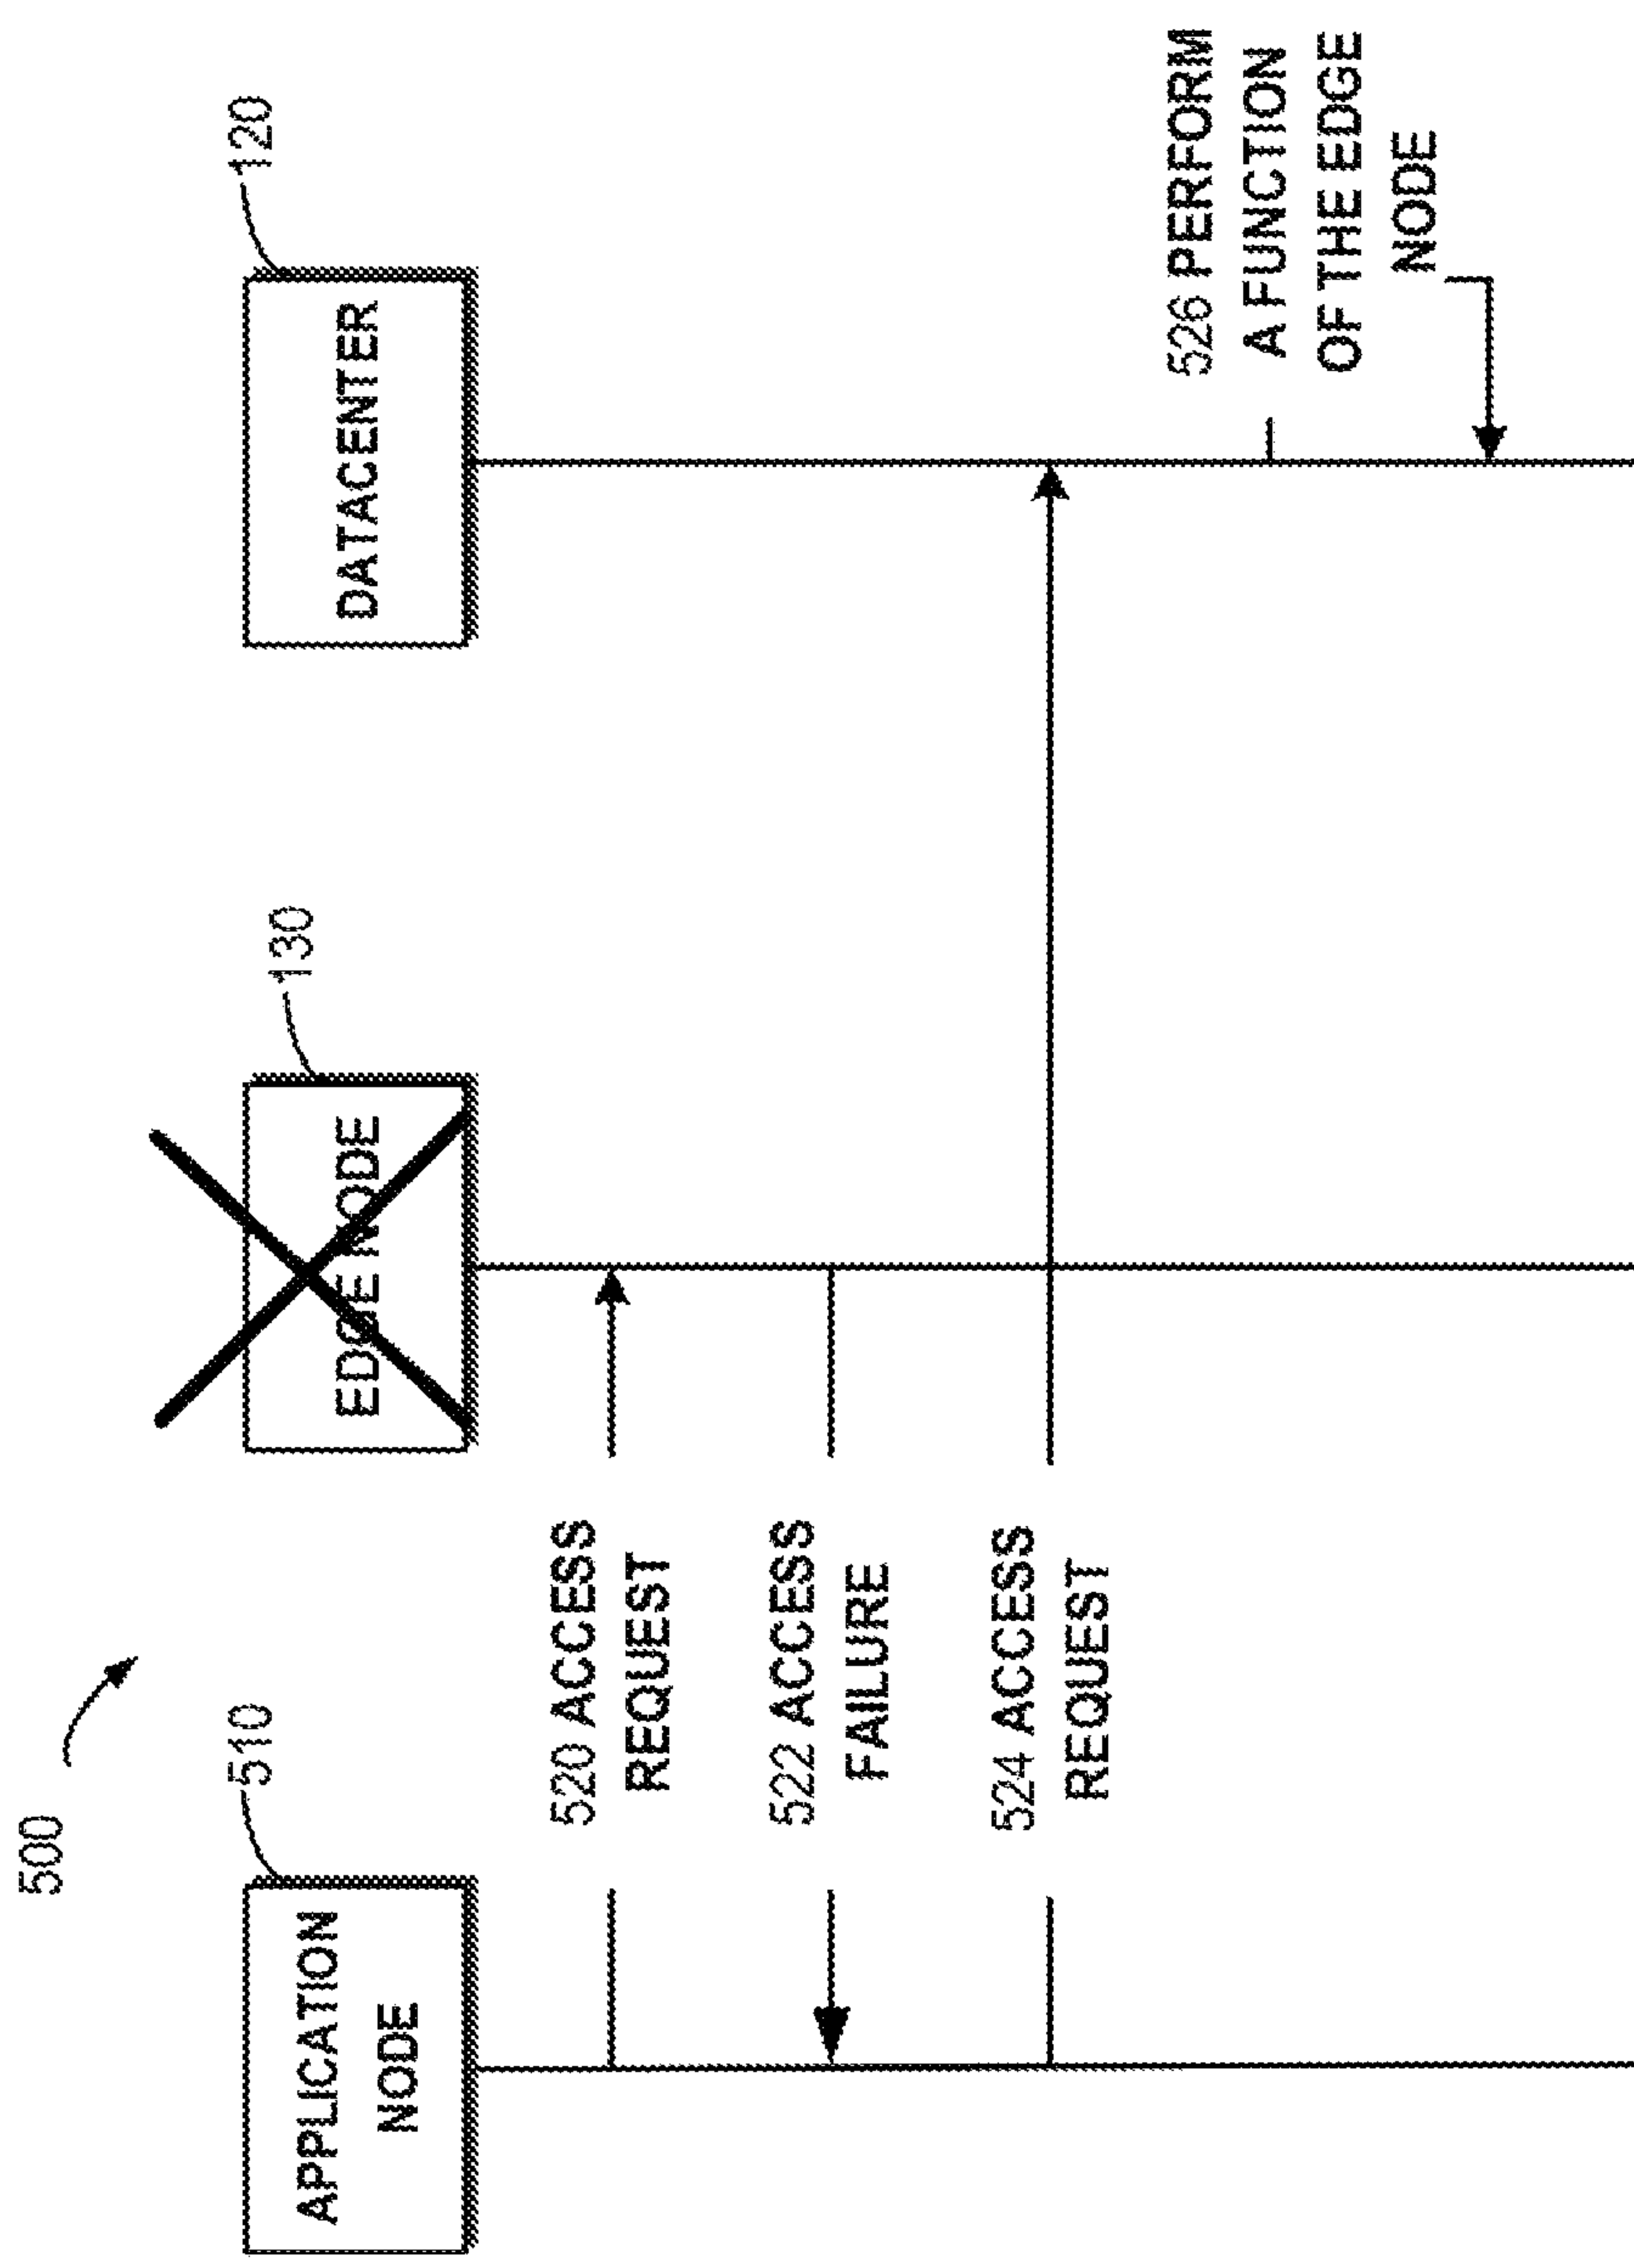 500
510
130
120
APPLICATION
NODE
EDGE NODE
DATACENTER
520 ACCESS
REQUEST
522 ACCESS
FAILURE
524 ACCESS
REQUEST
526 PERFORM
A FUNCTION
OF THE EDGE
NODE